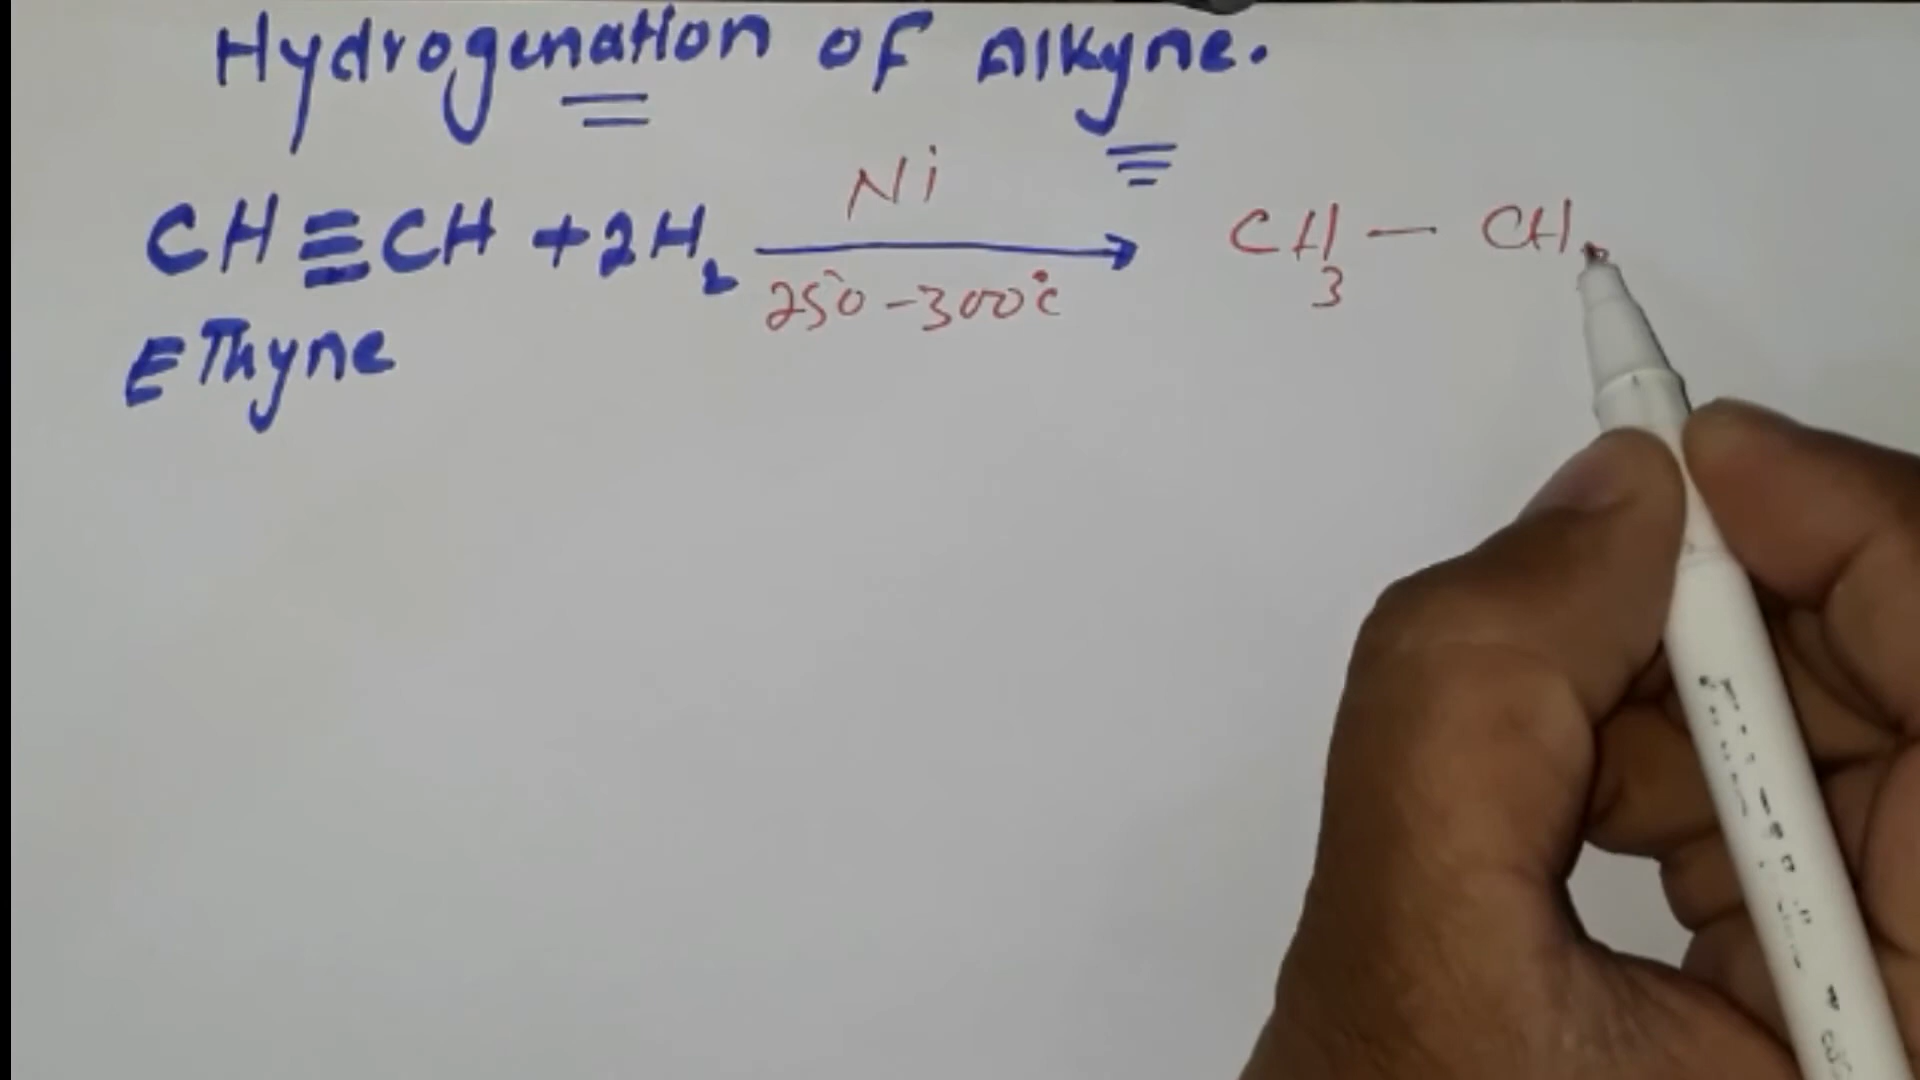 Hydrogenation of Alkyne.
CH≡CH + 2H₂ Ni 250-300°C CH₃ — CH
EThyne